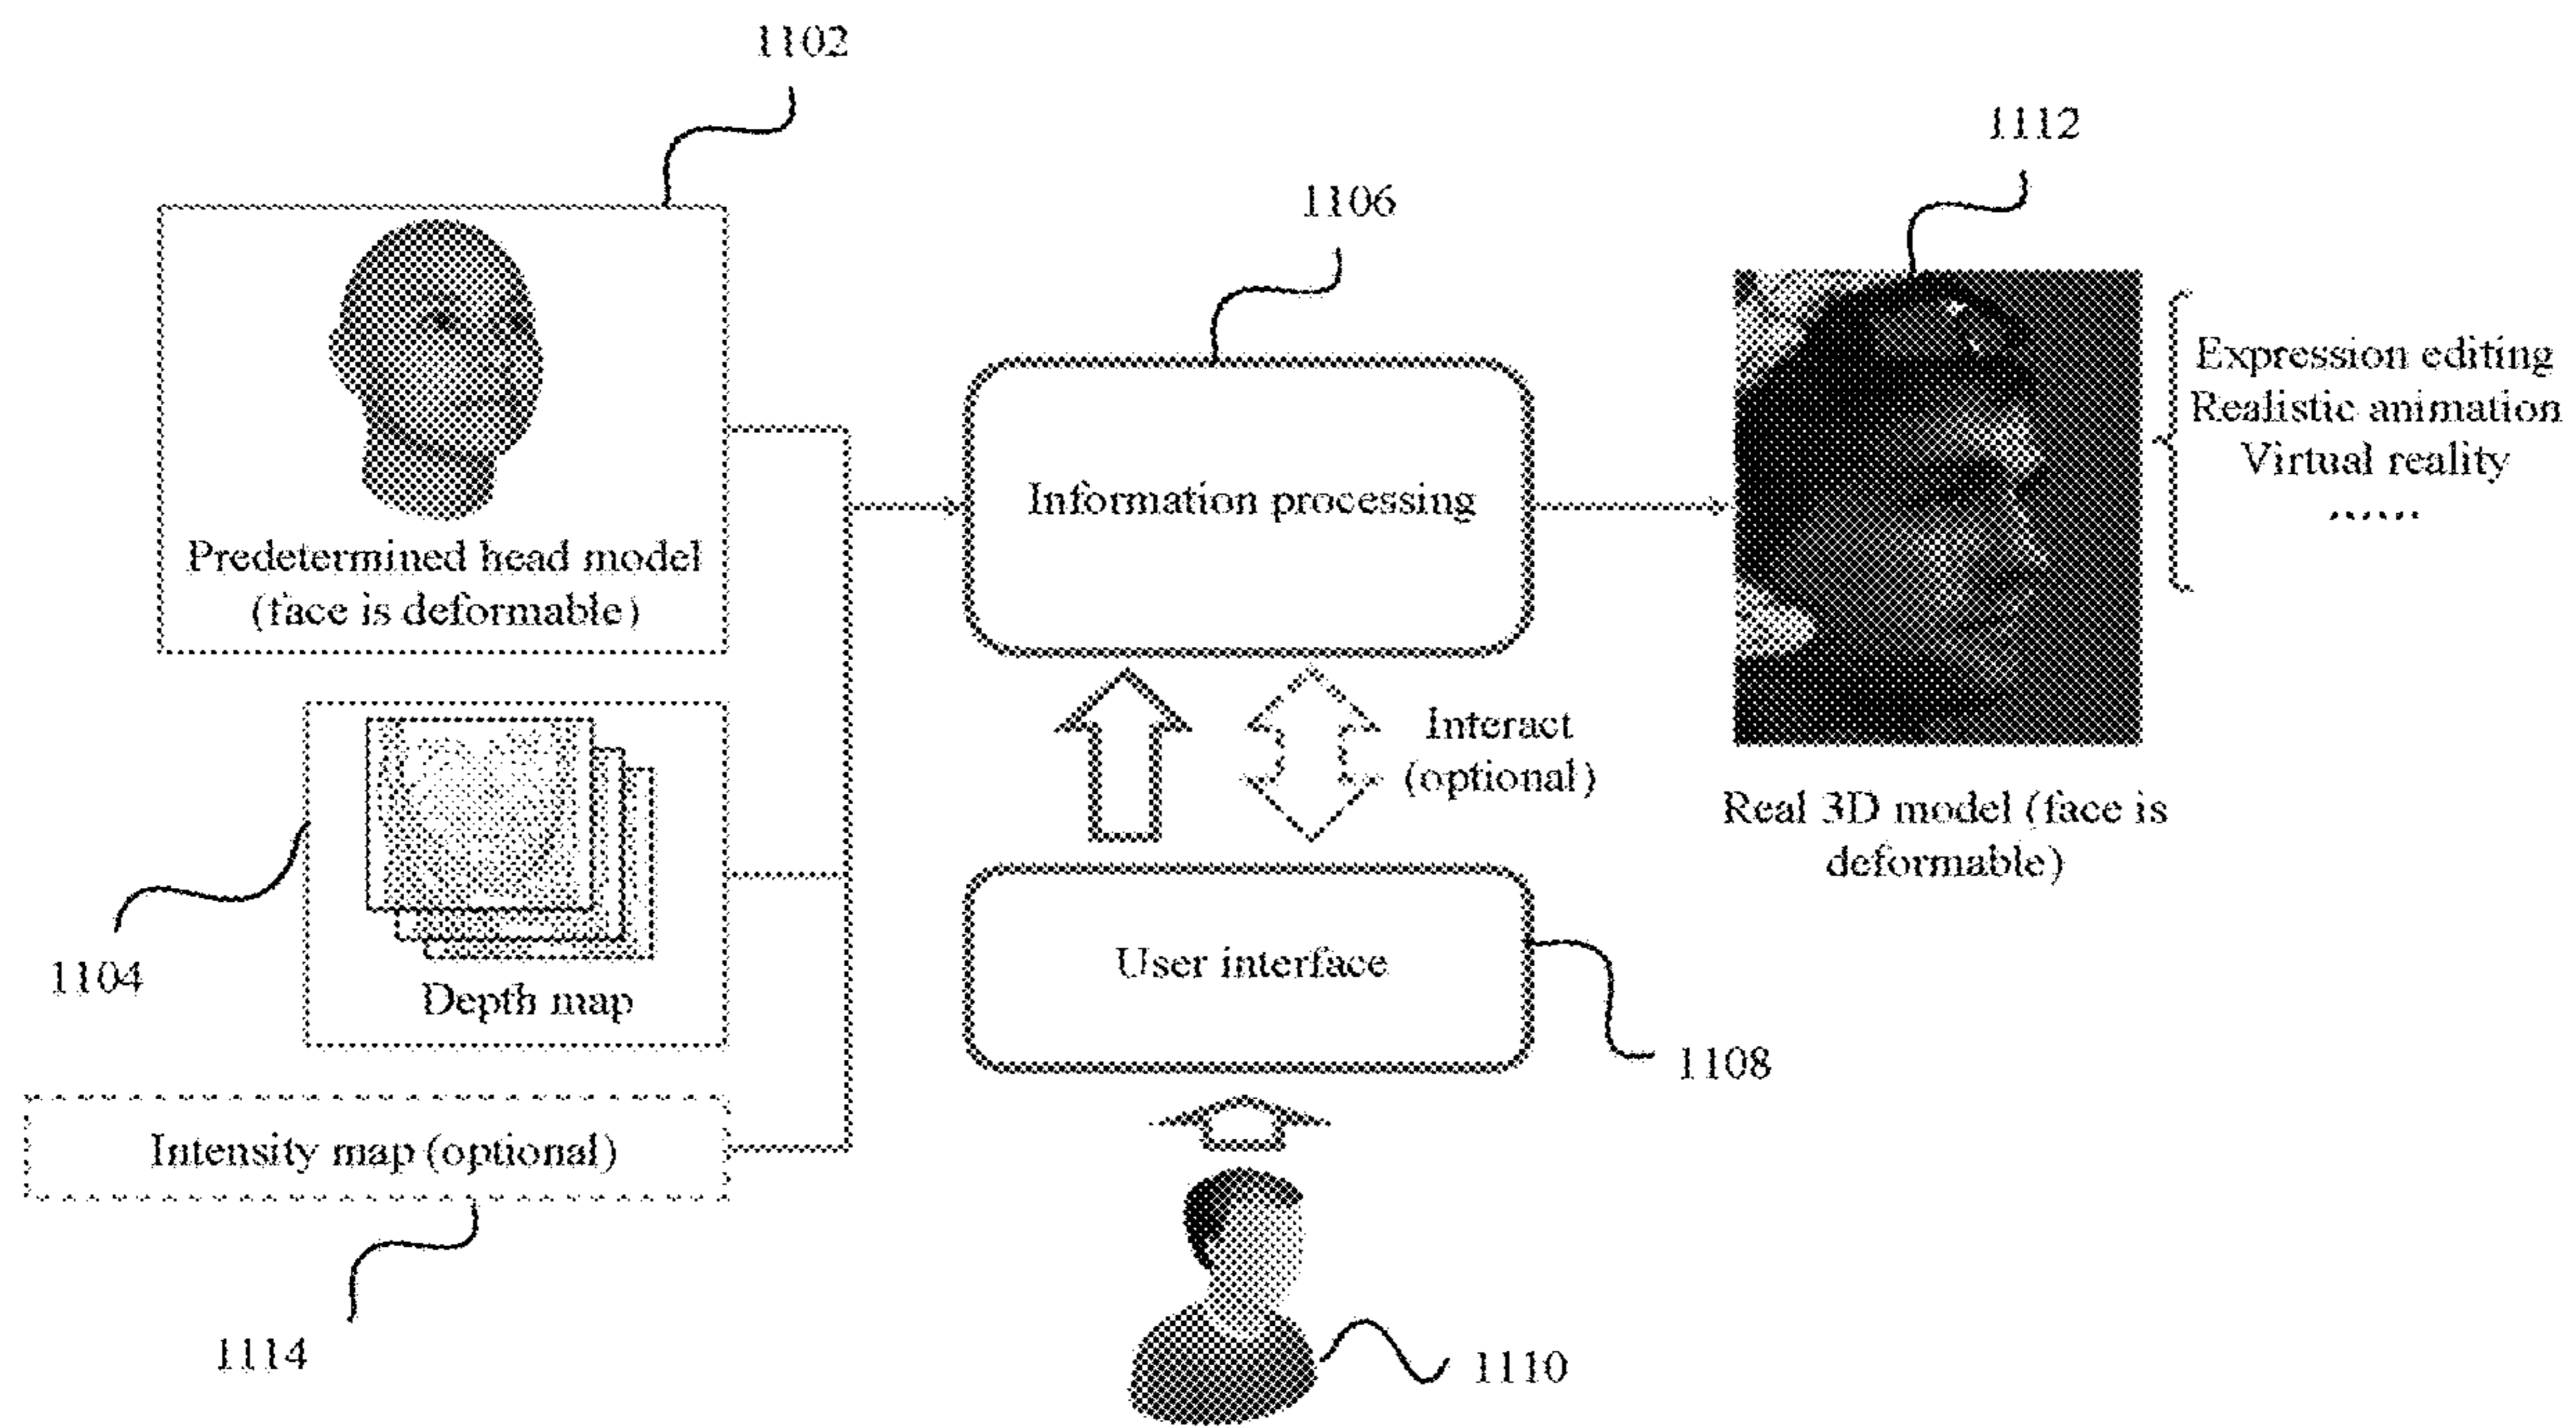 1102
1112
1106
Expression editing
Realistic animation
Virtual reality
......
Information processing
Predetermined head model
(face is deformable)
Interact
(optional)
Real 3D model (face is
deformable)
1104
Depth map
User interface
1108
Intensity map (optional)
1114
1110